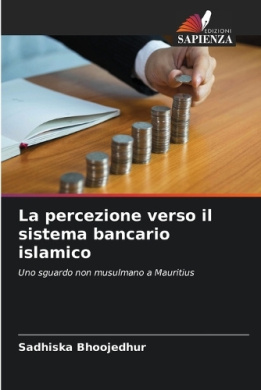 EDIZIONI
SAPIENZA
La percezione verso il
sistema bancario
islamico
Uno sguardo non musulmano a Mauritius
Sadhiska Bhoojedhur